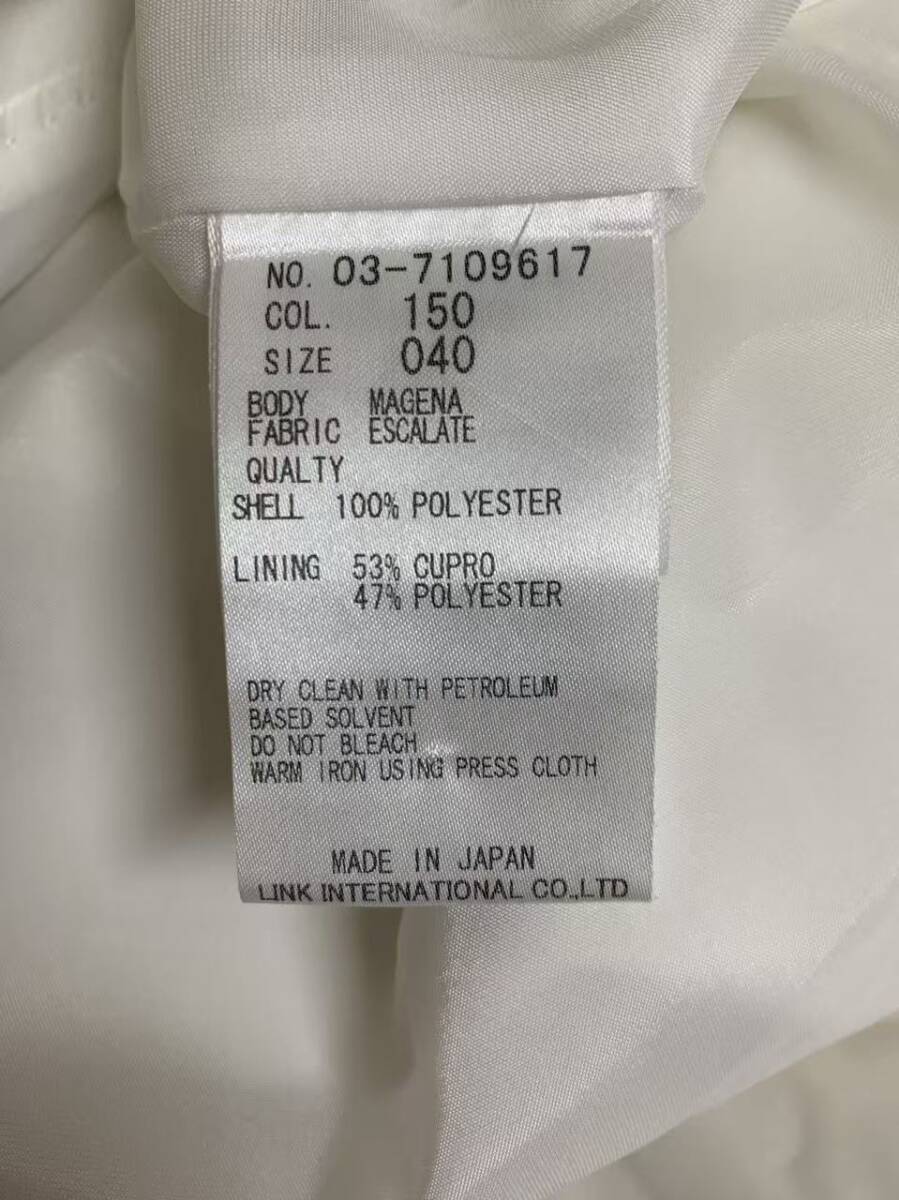 NO. 03-7109617
COL. 150
SIZE 040
BODY MAGENA
FABRIC ESCALATE
QUALTY
SHELL 100% POLYESTER
LINING 53% CUPRO
47% POLYESTER
DRY CLEAN WITH PETROLEUM
BASED SOLVENT
DO NOT BLEACH
WARM IRON USING PRESS CLOTH
MADE IN JAPAN
LINK INTERNATIONAL CO.,LTD